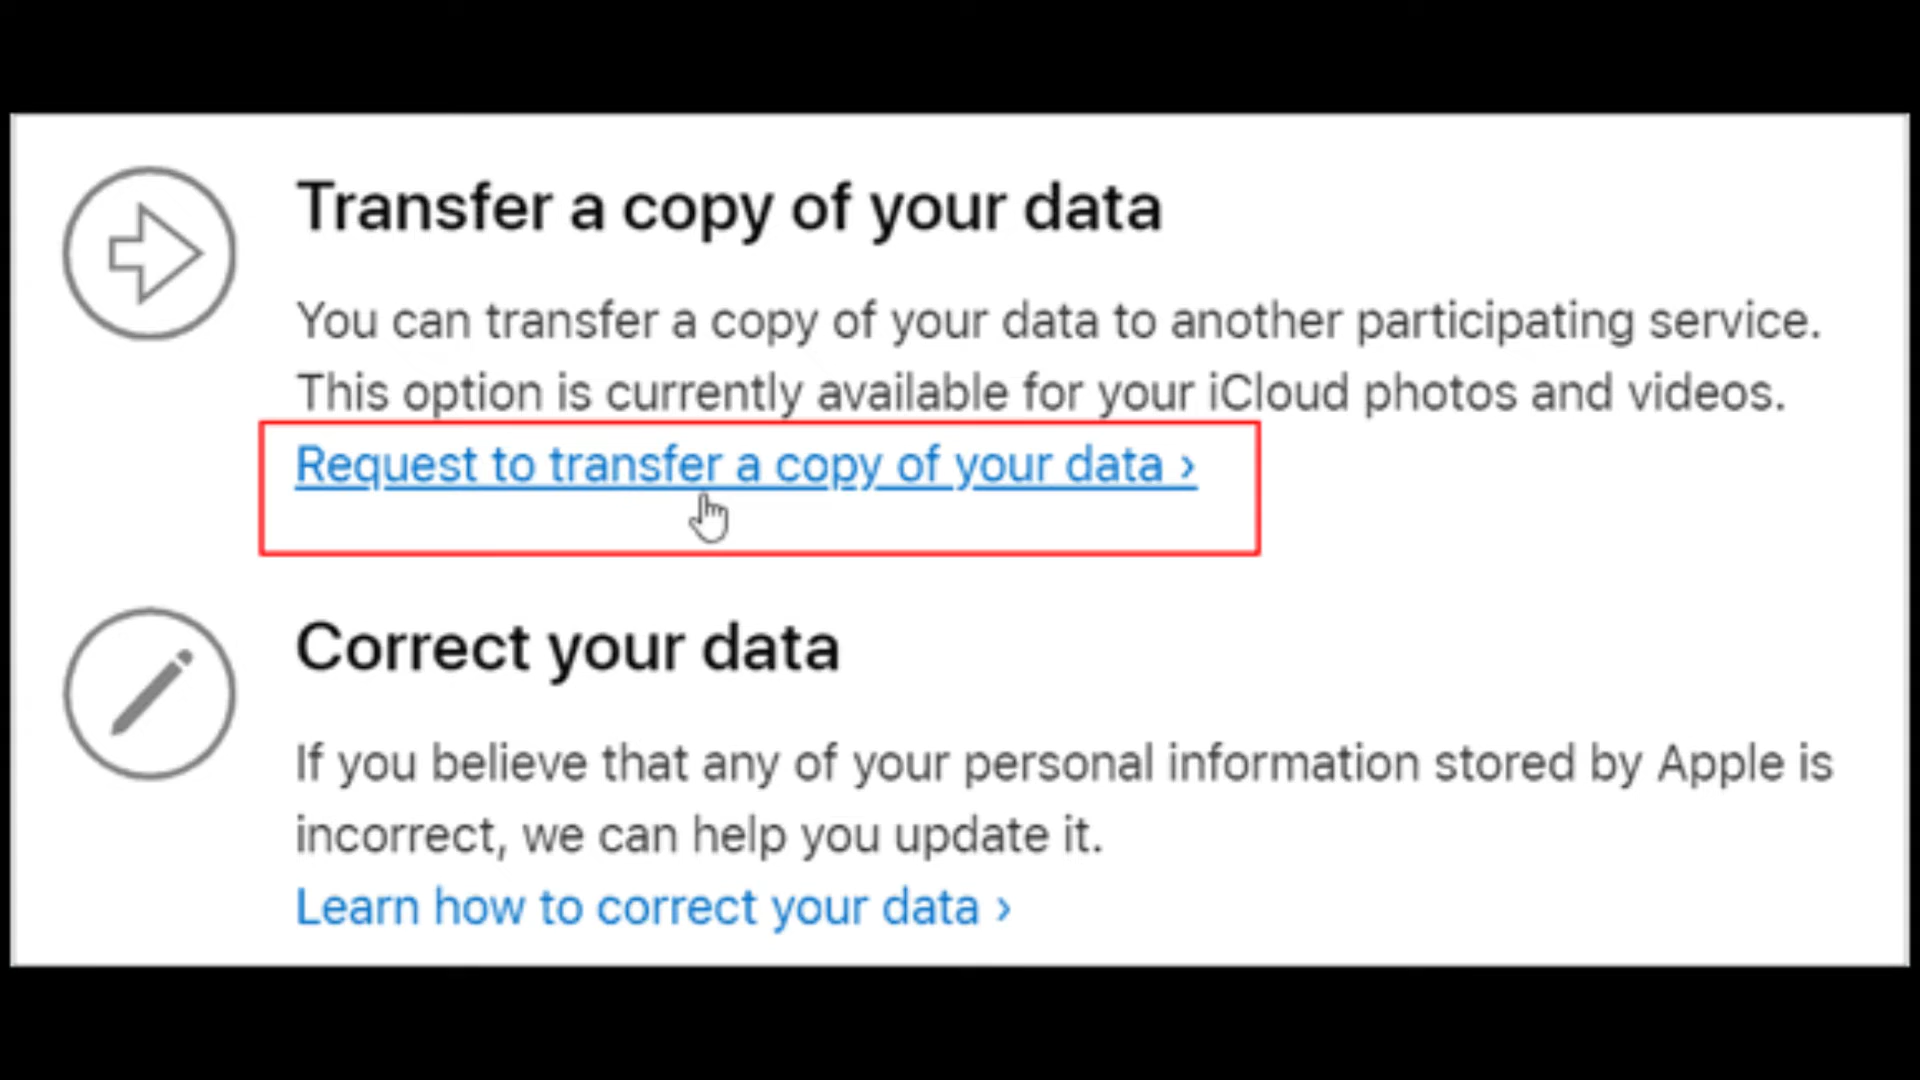 Transfer a copy of your data
You can transfer a copy of your data to another participating service.
This option is currently available for your iCloud photos and videos.
Request to transfer a copy of your data ›
Correct your data
If you believe that any of your personal information stored by Apple is
incorrect, we can help you update it.
Learn how to correct your data ›